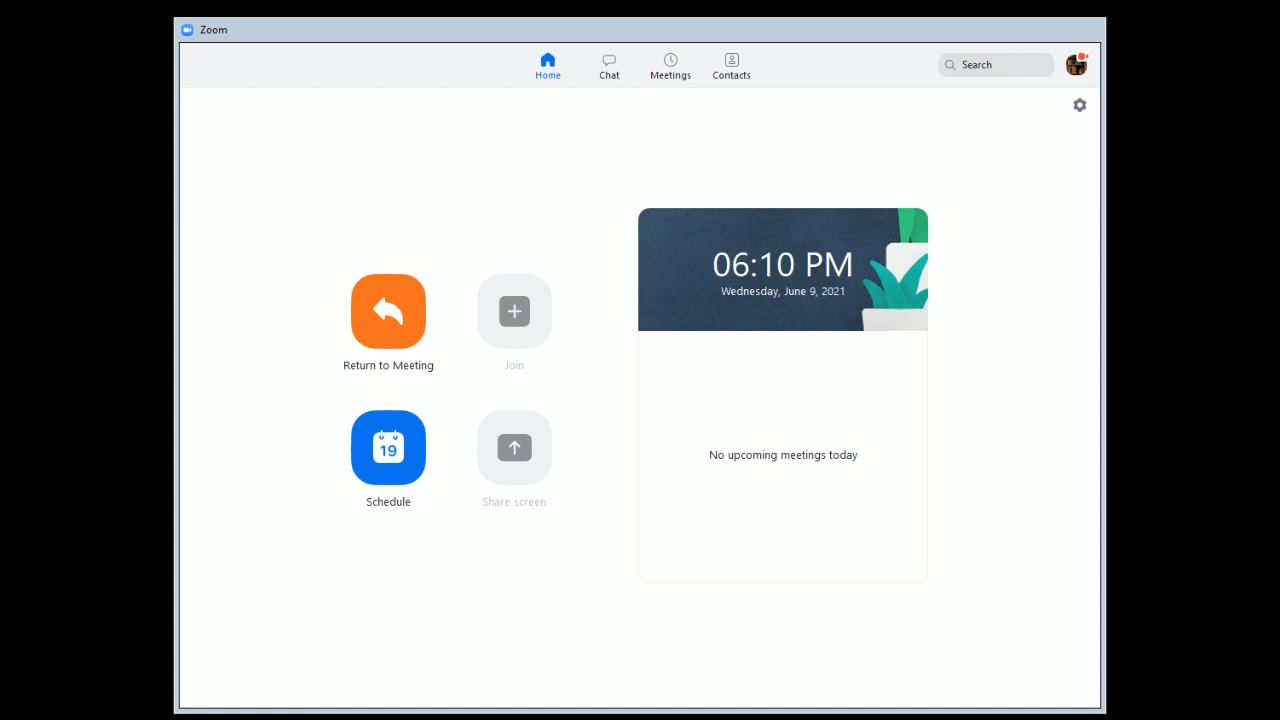 Zoom
Home
Chat
Meetings
Contacts
Search
06:10 PM
Wednesday, June 9, 2021
Return to Meeting
Join
19
Schedule
Share screen
No upcoming meetings today